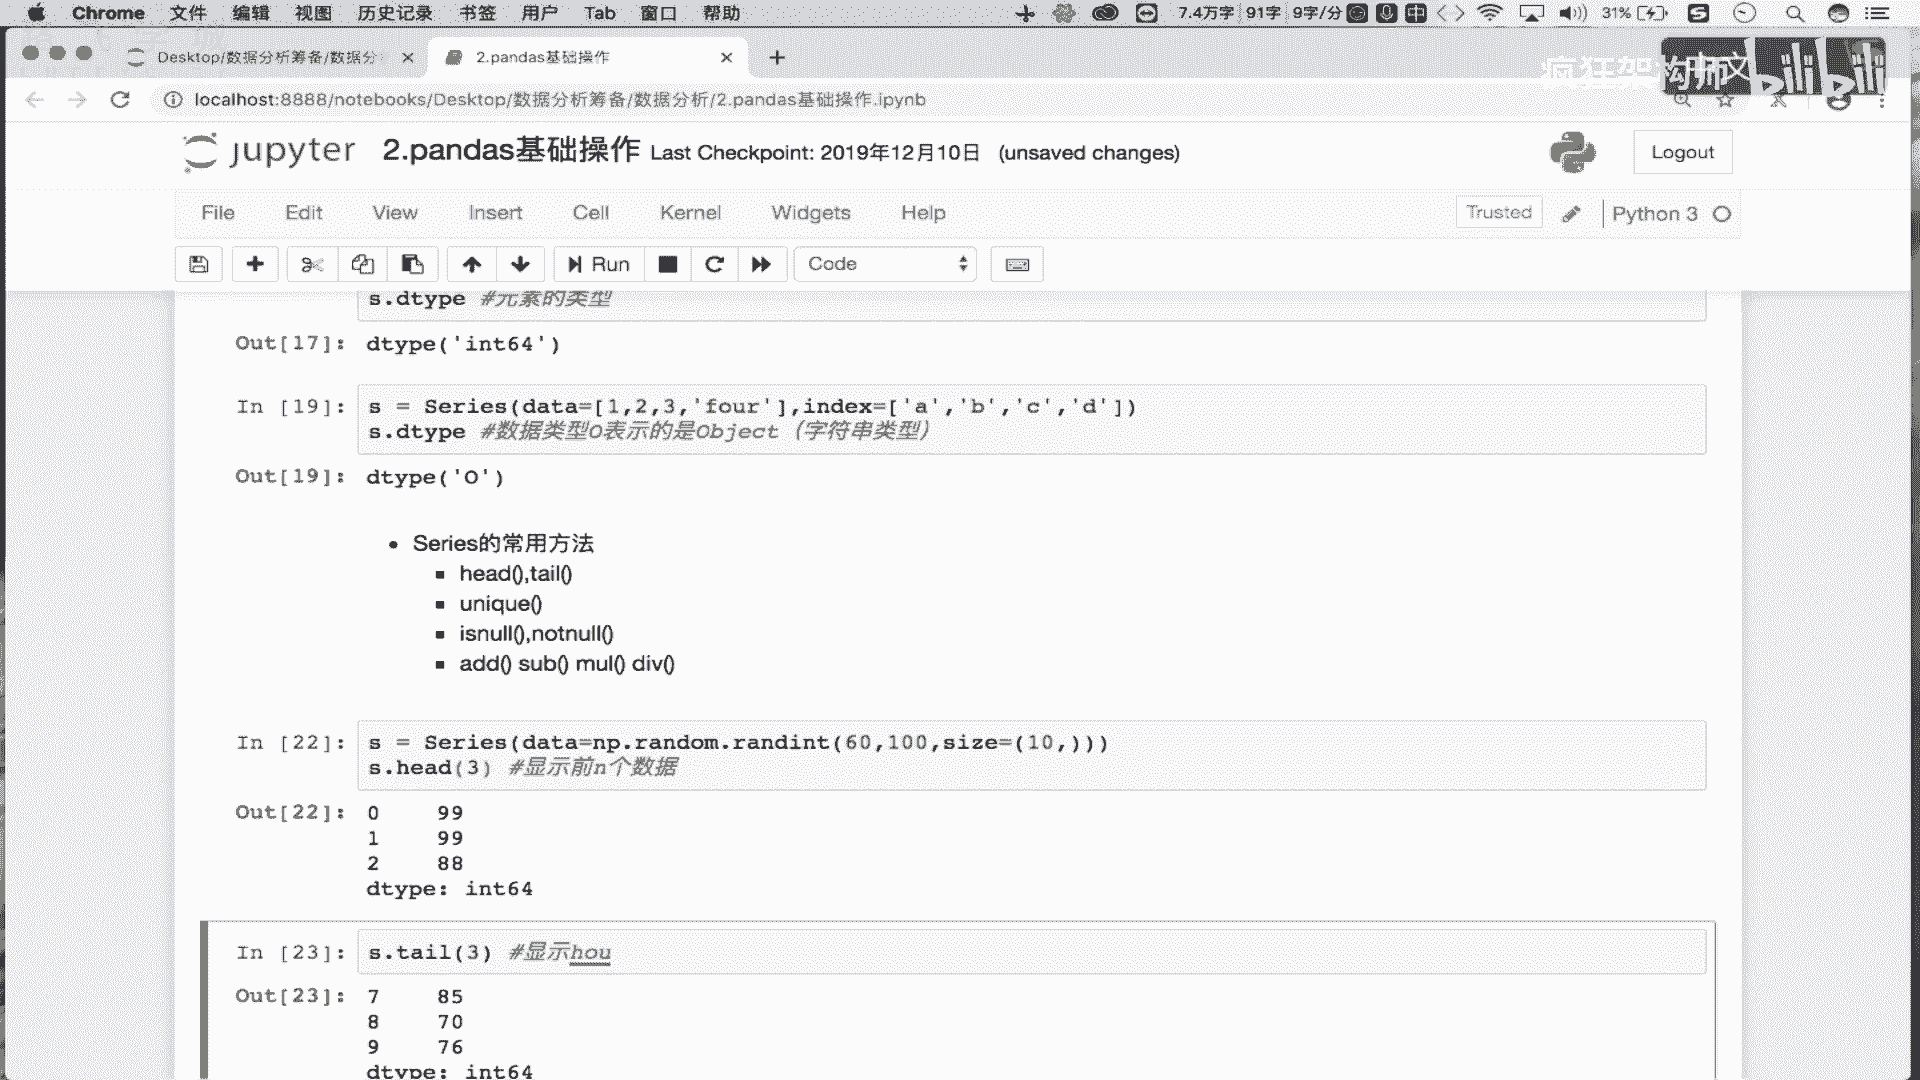 Chrome 文件 编辑 视图 历史记录 书签 用户 Tab 窗口 帮助 7.4万字 91字 9字/分 中 31%
Desktop/数据分析筹备/数据分 2.pandas基础操作
疯狂架构师 中文 bilibili
localhost:8888/notebooks/Desktop/数据分析筹备/数据分析/2.pandas基础操作.ipynb
jupyter 2.pandas基础操作 Last Checkpoint: 2019年12月10日 (unsaved changes) Logout
File Edit View Insert Cell Kernel Widgets Help Trusted Python 3
Run Code
s.dtype #元素的类型
Out[17]: dtype('int64')
In [19]: s = Series(data=[1,2,3,'four'],index=['a','b','c','d'])
s.dtype #数据类型O表示的是Object（字符串类型）
Out[19]: dtype('O')
Series的常用方法
head(),tail()
unique()
isnull(),notnull()
add() sub() mul() div()
In [22]: s = Series(data=np.random.randint(60,100,size=(10,)))
s.head(3) #显示前n个数据
Out[22]: 0 99
1 99
2 88
dtype: int64
In [23]: s.tail(3) #显示hou
Out[23]: 7 85
8 70
9 76
dtype: int64